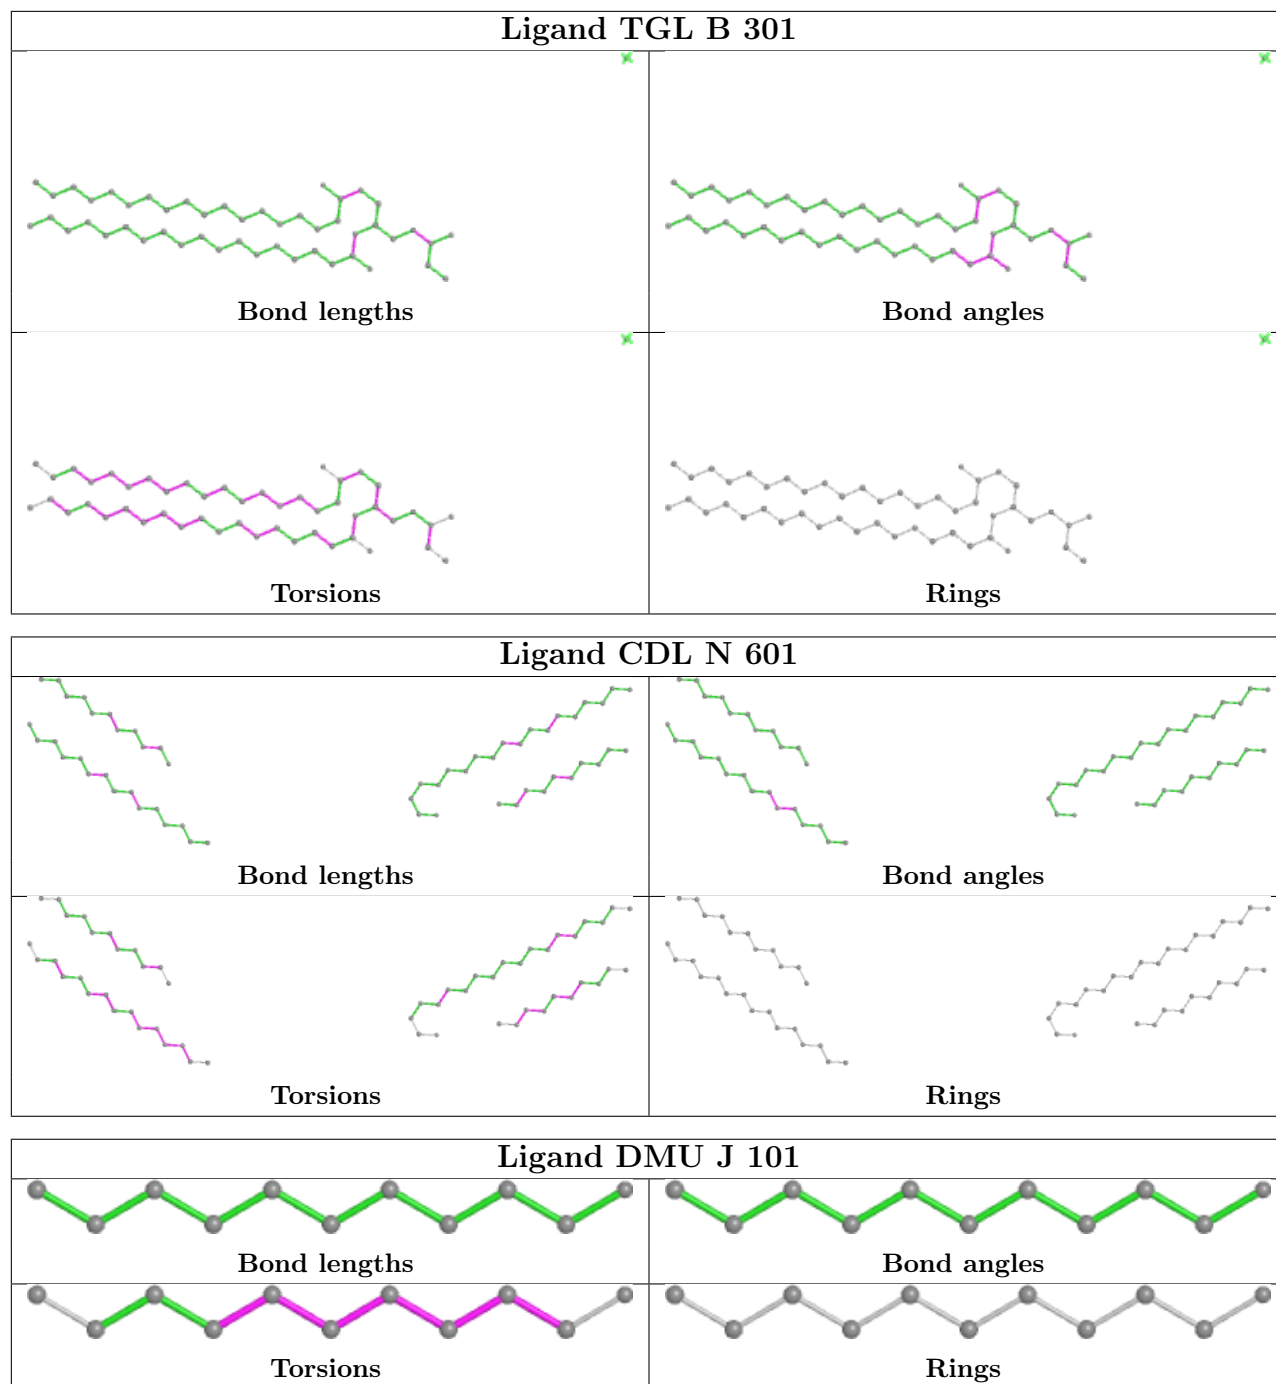 Ligand TGL B 301
Bond lengths
Bond angles
Torsions
Rings
Ligand CDL N 601
Bond lengths
Bond angles
Torsions
Rings
Ligand DMU J 101
Bond lengths
Bond angles
Torsions
Rings